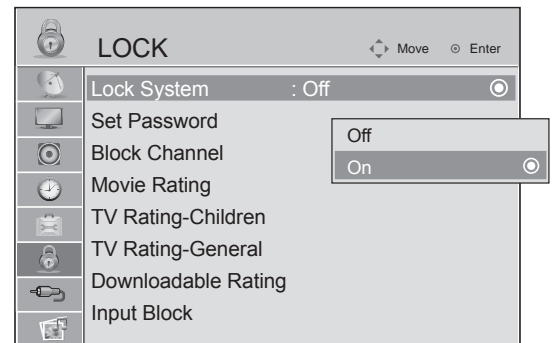 LOCK
Move
Enter
Lock System : Off
Set Password
Block Channel
Movie Rating
TV Rating-Children
TV Rating-General
Downloadable Rating
Input Block
Off
On